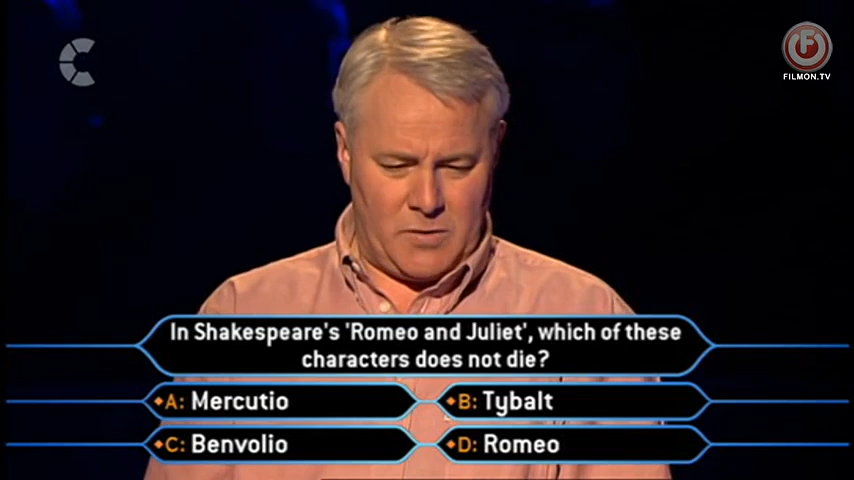 FILMON.TV
In Shakespeare's 'Romeo and Juliet', which of these
characters does not die?
A: Mercutio
B: Tybalt
C: Benvolio
D: Romeo